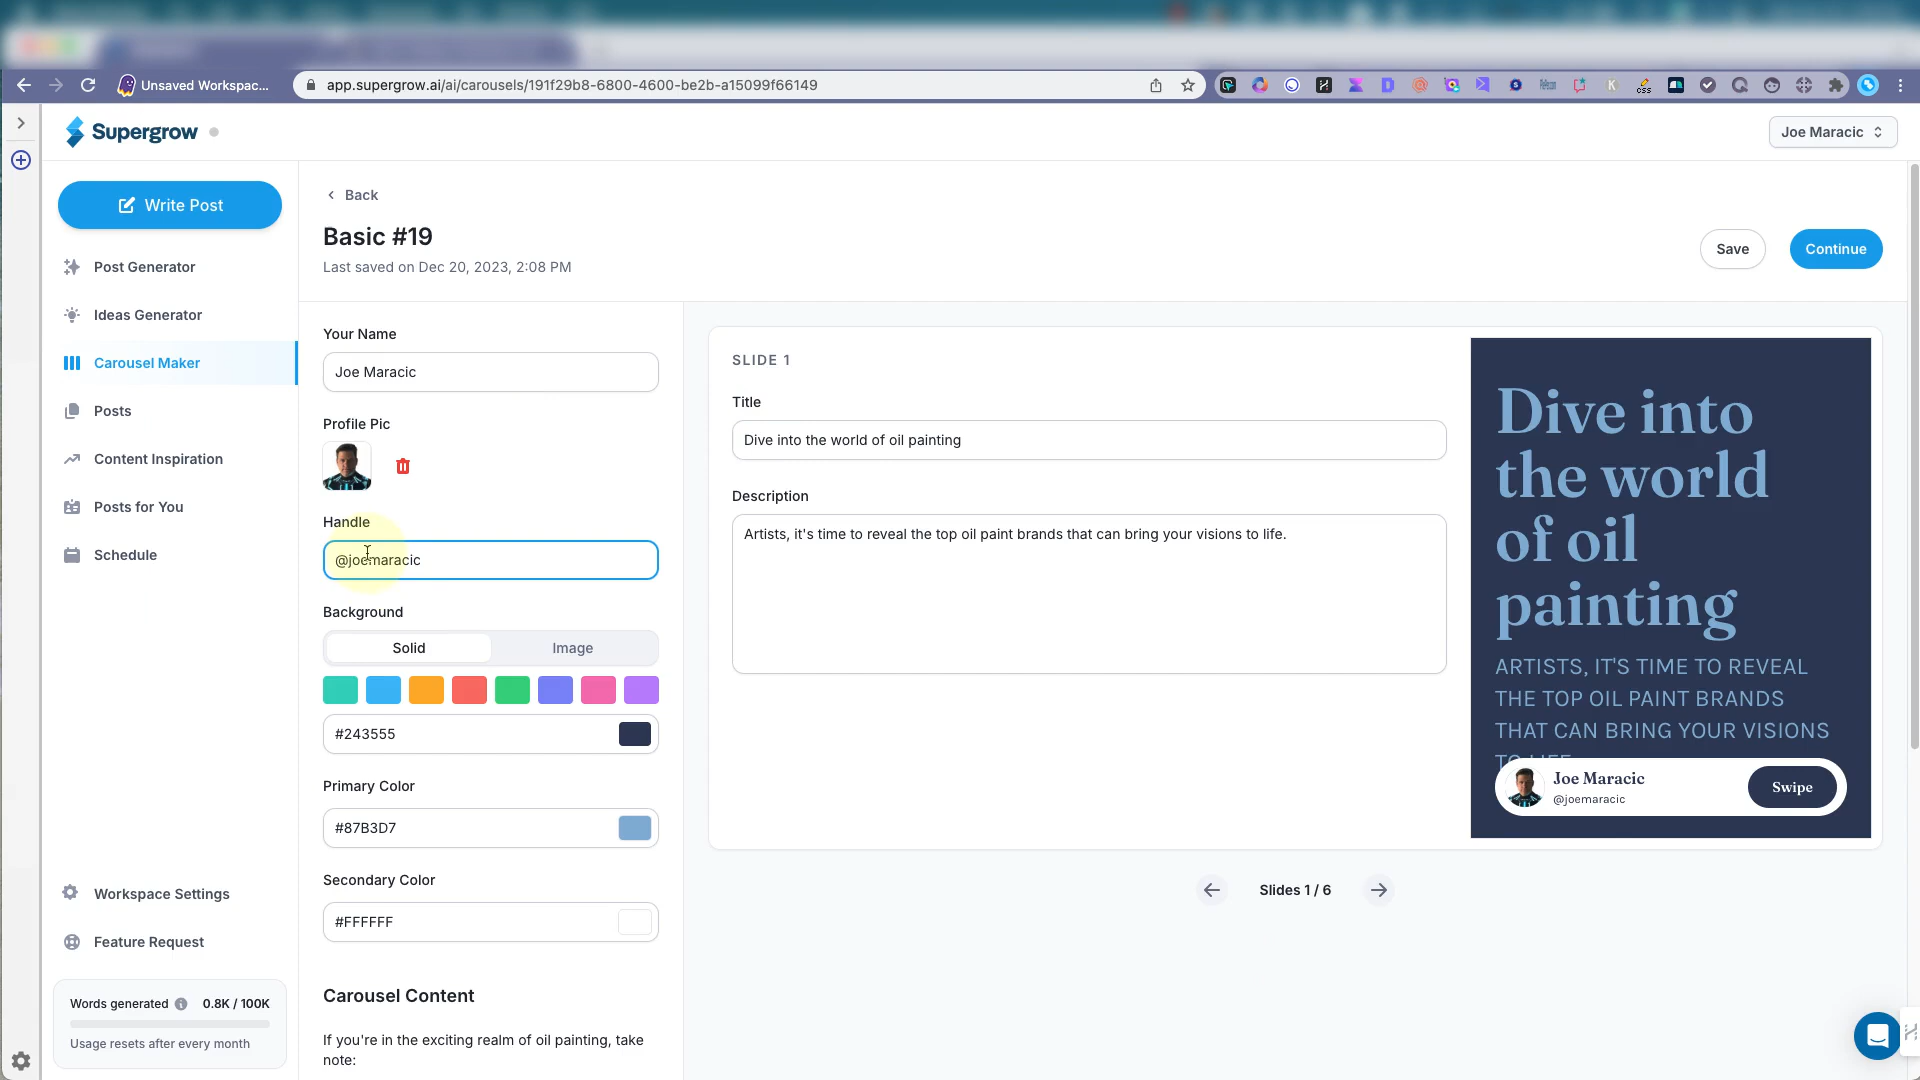 Unsaved Workspac...
app.supergrow.ai/ai/carousels/191f29b8-6800-4600-be2b-a15099f66149
Supergrow
Joe Maracic
Write Post
Post Generator
Ideas Generator
Carousel Maker
Posts
Content Inspiration
Posts for You
Schedule
Workspace Settings
Feature Request
Words generated 0.8K / 100K
Usage resets after every month
Back
Basic #19
Last saved on Dec 20, 2023, 2:08 PM
Save
Continue
Your Name
Joe Maracic
Profile Pic
Handle
@joemaracic
Background
Solid
Image
#243555
Primary Color
#87B3D7
Secondary Color
#FFFFFF
Carousel Content
If you're in the exciting realm of oil painting, take
note:
SLIDE 1
Title
Dive into the world of oil painting
Description
Artists, it's time to reveal the top oil paint brands that can bring your visions to life.
Slides 1 / 6
Dive into
the world
of oil
painting
ARTISTS, IT'S TIME TO REVEAL
THE TOP OIL PAINT BRANDS
THAT CAN BRING YOUR VISIONS
TO LIFE
Joe Maracic
@joemaracic
Swipe